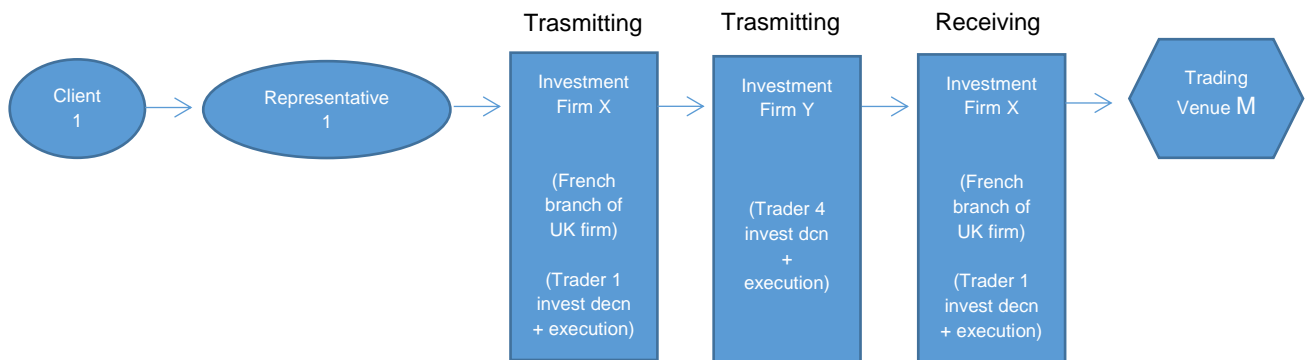 Trasmitting
Trasmitting
Receiving
Client
1
Representative
1
Investment
Firm X
(French
branch of
UK firm)
(Trader 1
invest decn
+ execution)
Investment
Firm Y
(Trader 4
invest dcn
+
execution)
Investment
Firm X
(French
branch of
UK firm)
(Trader 1
invest decn
+ execution)
Trading
Venue M